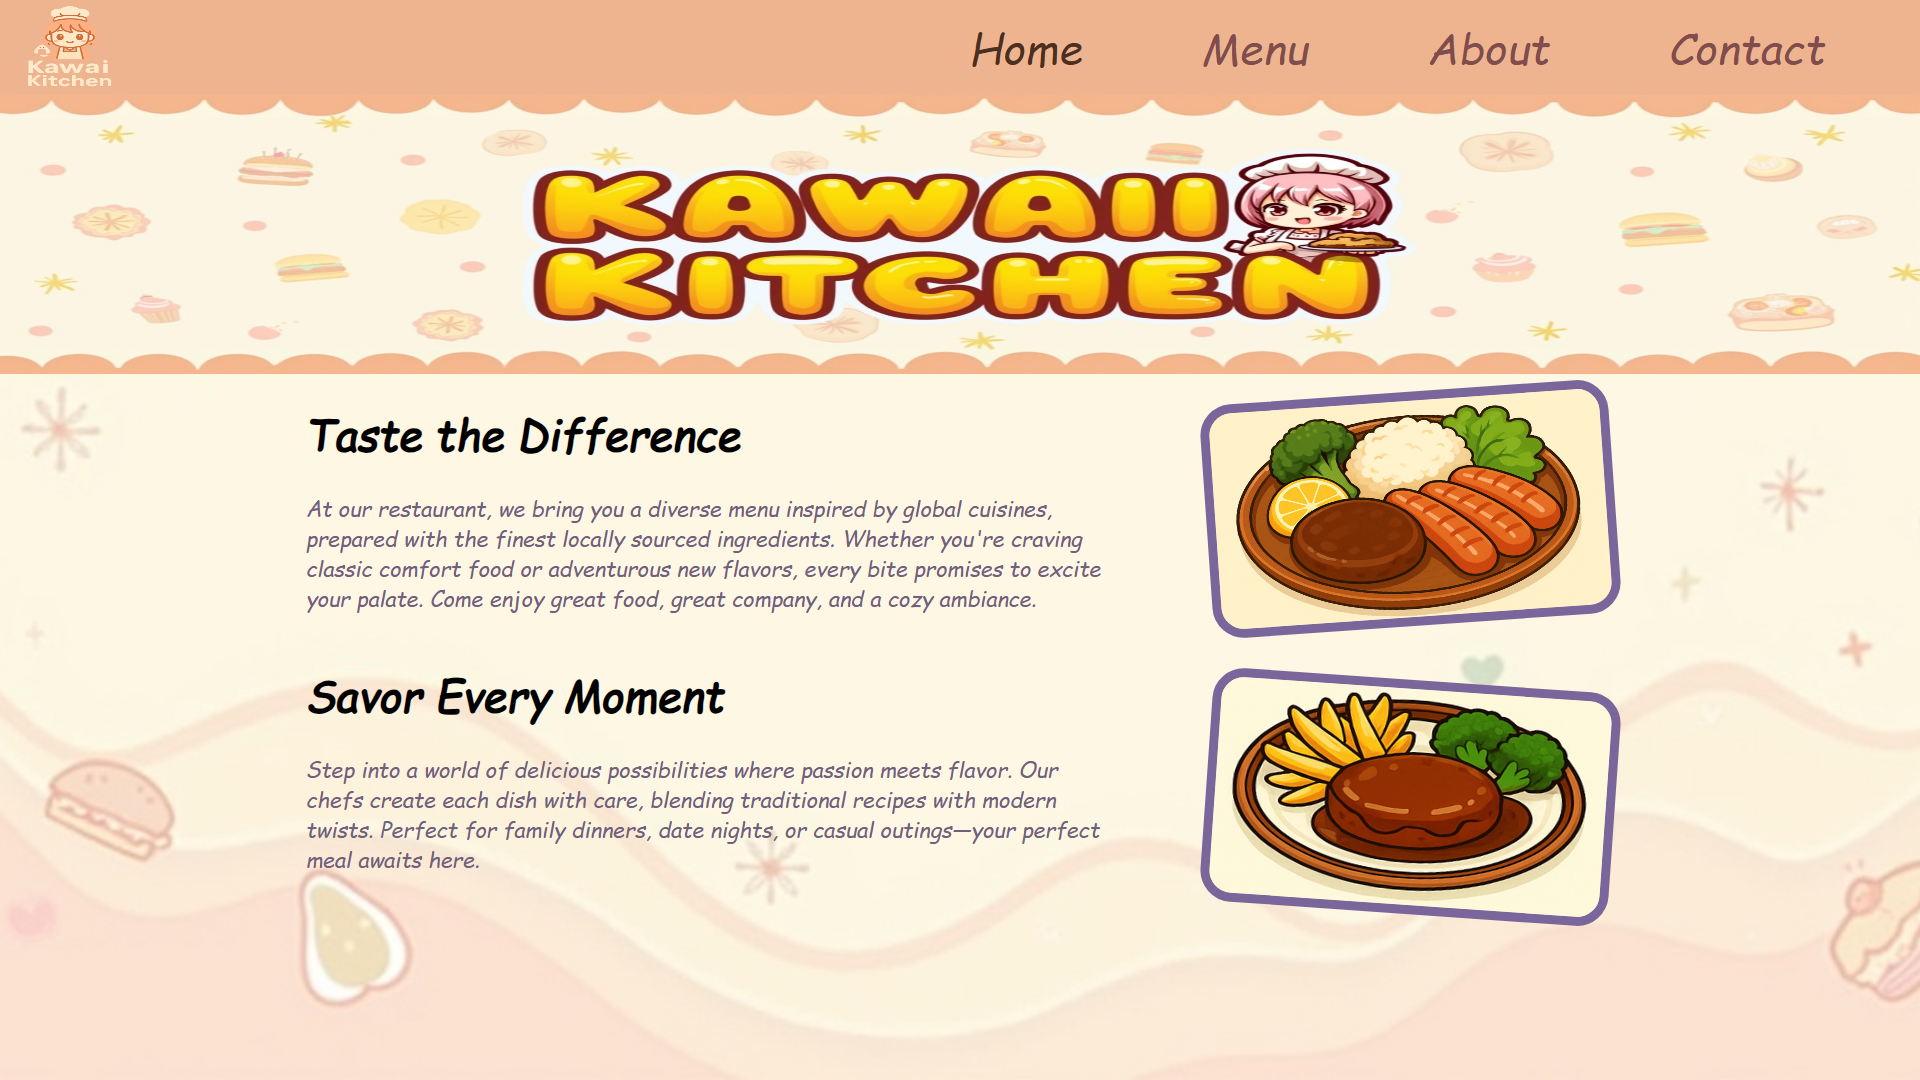 Kawai
Kitchen
Home
Menu
About
Contact
KAWAII
KITCHEN
Taste the Difference
At our restaurant, we bring you a diverse menu inspired by global cuisines,
prepared with the finest locally sourced ingredients. Whether you're craving
classic comfort food or adventurous new flavors, every bite promises to excite
your palate. Come enjoy great food, great company, and a cozy ambiance.
Savor Every Moment
Step into a world of delicious possibilities where passion meets flavor. Our
chefs create each dish with care, blending traditional recipes with modern
twists. Perfect for family dinners, date nights, or casual outings—your perfect
meal awaits here.